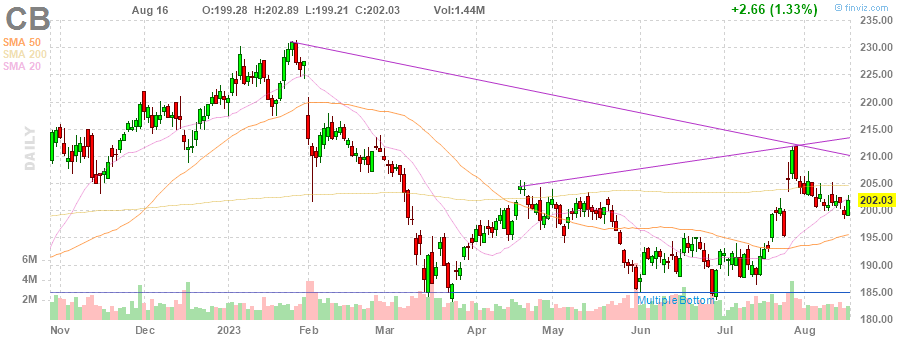 CB
Aug 16 O:199.28 H:202.89 L:199.21 C:202.03 Vol:1.44M +2.66 (1.33%)
© finviz.com
SMA 50
SMA 200
SMA 20
DAILY
235.00
230.00
225.00
220.00
215.00
210.00
205.00
202.03
200.00
195.00
190.00
185.00
180.00
6M
4M
2M
Multiple Bottom
Nov Dec 2023 Feb Mar Apr May Jun Jul Aug